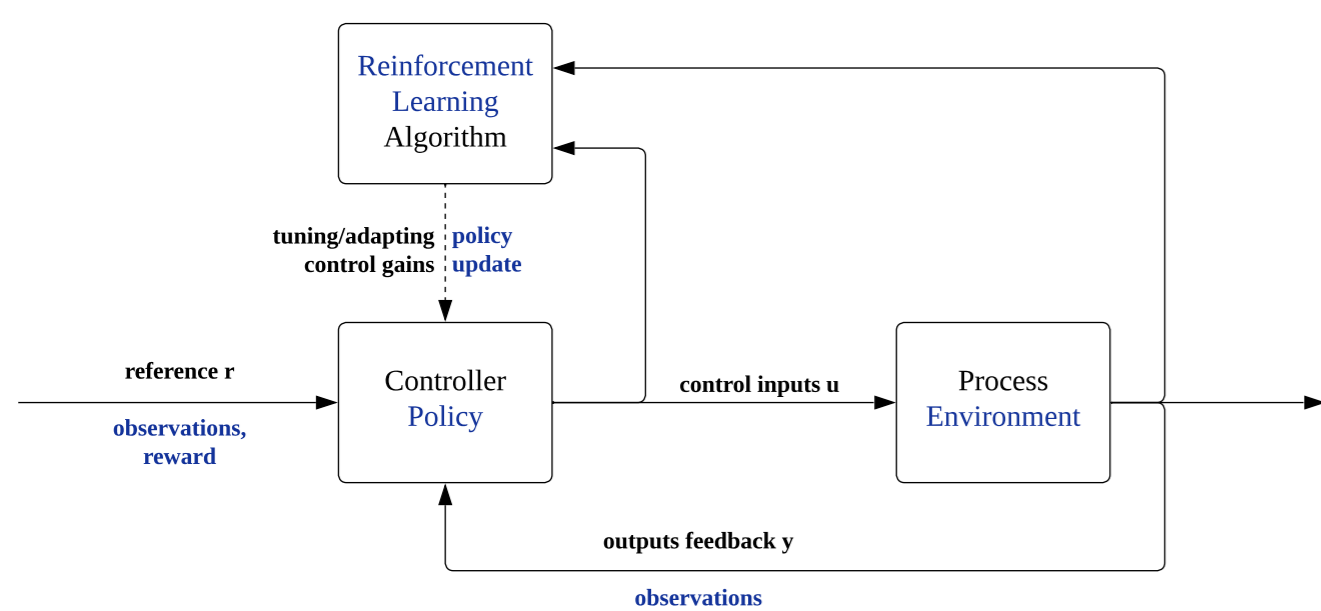 Reinforcement
Learning
Algorithm
tuning/adapting
control gains
policy
update
reference r
observations,
reward
Controller
Policy
control inputs u
Process
Environment
outputs feedback y
observations